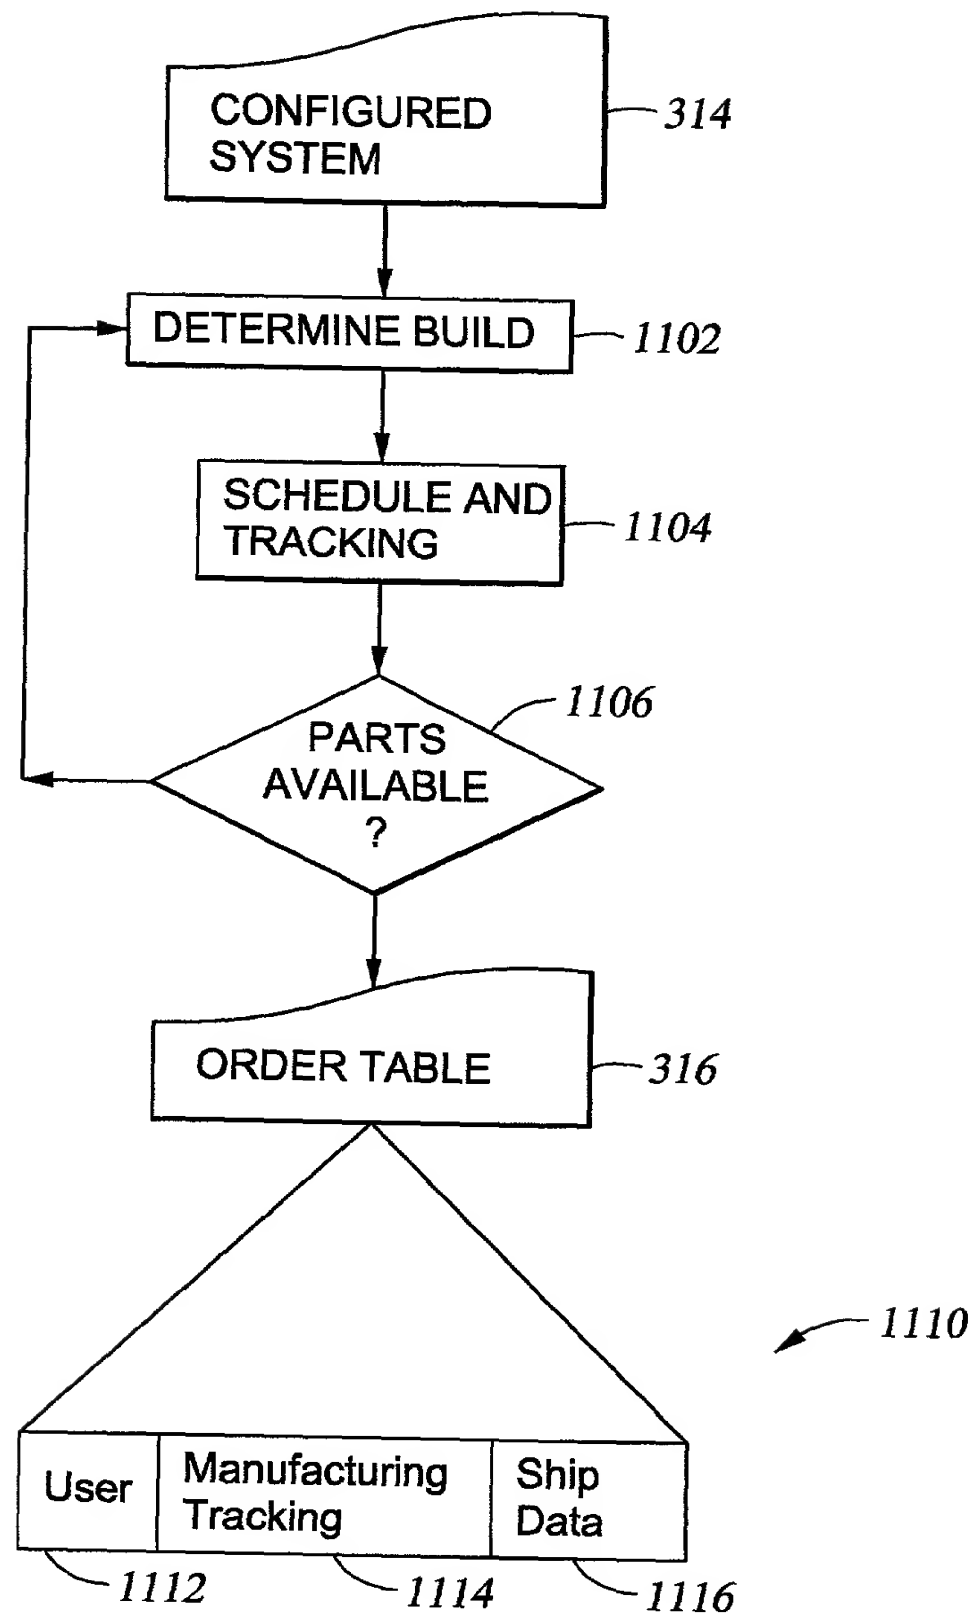 CONFIGURED
SYSTEM
314
DETERMINE BUILD
1102
SCHEDULE AND
TRACKING
1104
1106
PARTS
AVAILABLE
?
ORDER TABLE
316
1110
User
Manufacturing
Tracking
Ship
Data
1112
1114
1116